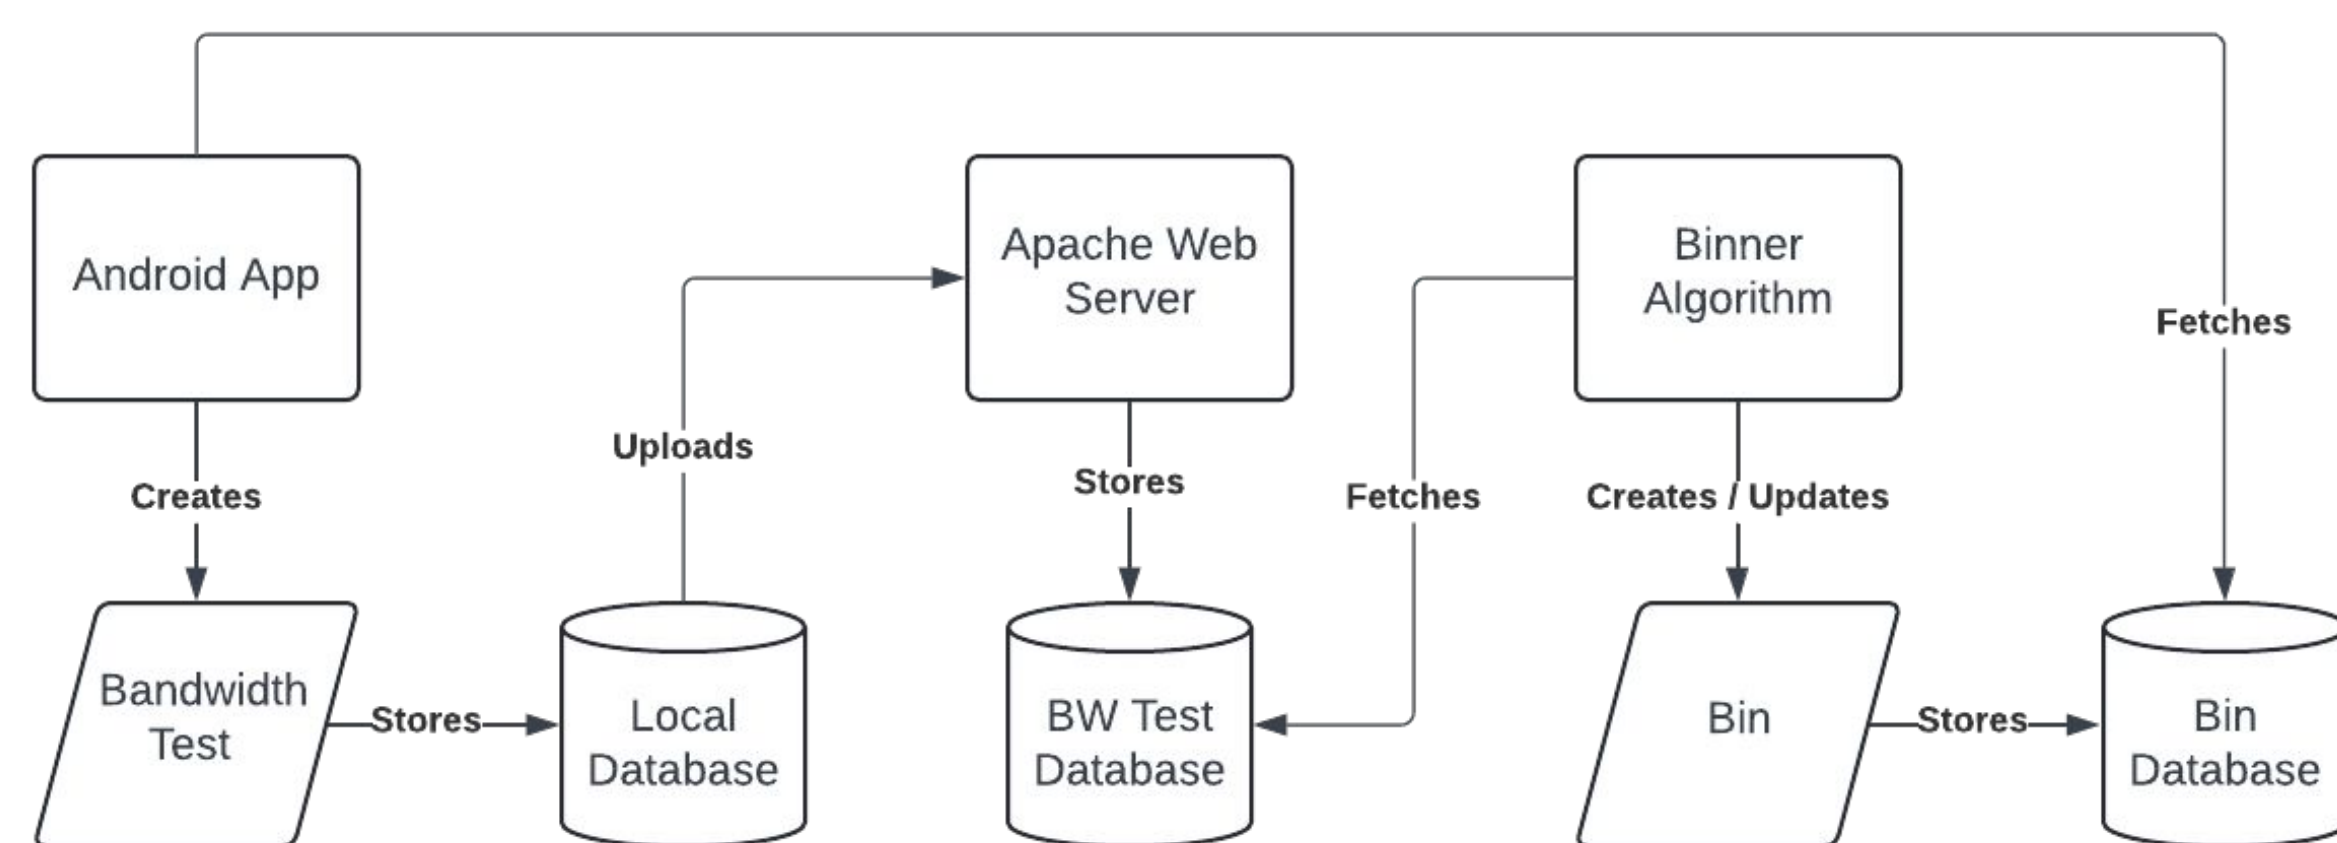 Android App
Apache Web
Server
Binner
Algorithm
Fetches
Uploads
Creates
Stores
Fetches
Creates / Updates
Bandwidth
Test
Stores
Local
Database
BW Test
Database
Bin
Stores
Bin
Database